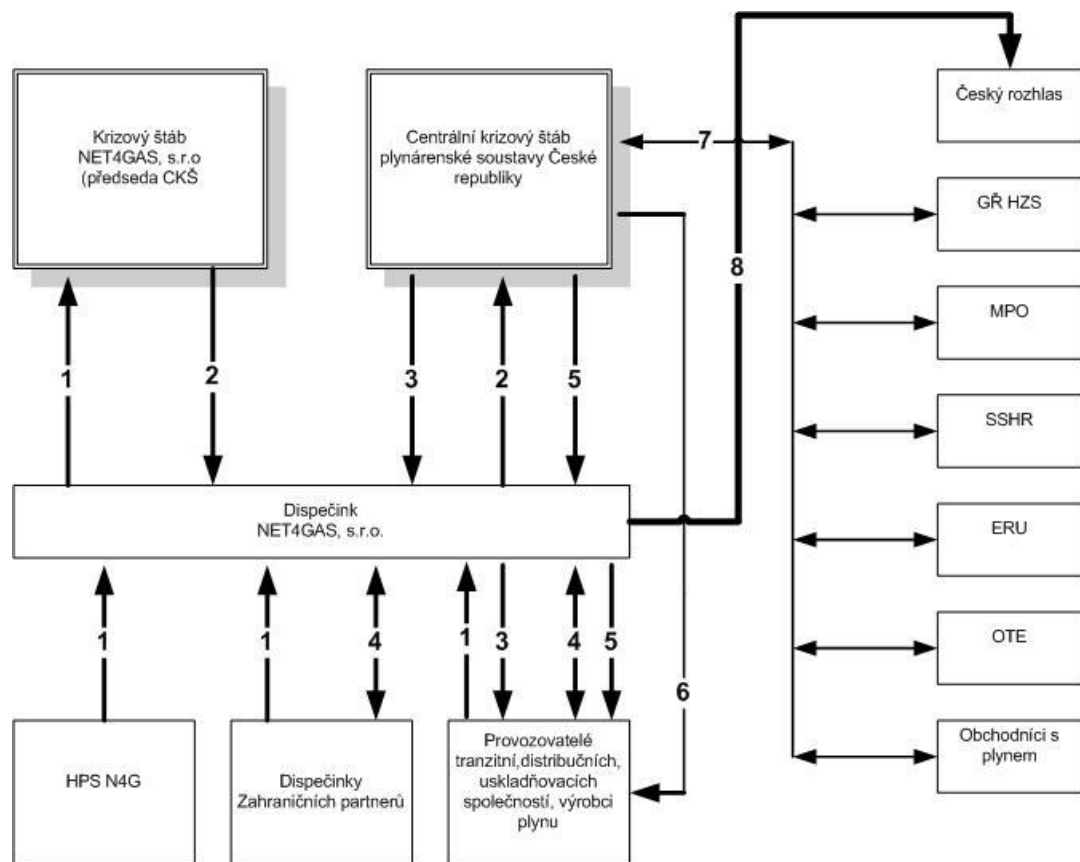 Krizový štáb
NET4GAS, s.r.o
(předseda CKŠ
Centrální krizový štáb
plynárenské soustavy České
republiky
Český rozhlas
7
GŘ HZS
8
MPO
1
2
3
2
5
SSHR
Dispečink
NET4GAS, s.r.o.
ERU
1
1
4
1
3
4
5
OTE
6
HPS N4G
Dispečinky
Zahraničních partnerů
Provozovatelé
tranzitní,distribučních,
uskladňovacích
společností, výrobci
plynu
Obchodníci s
plynem